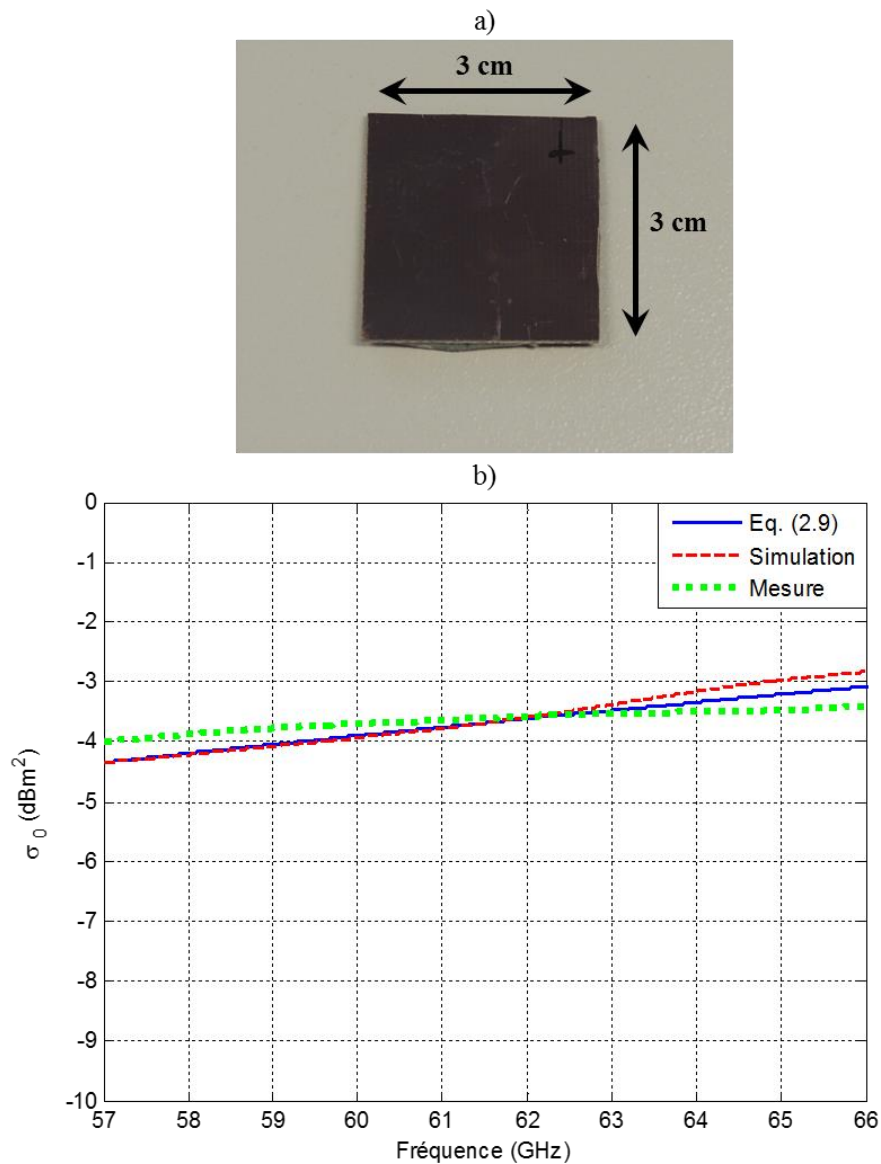 a)
3 cm
3 cm
b)
0
-1
-2
-3
-4
-5
-6
-7
-8
-9
-10
σ0 (dBm²)
Eq. (2.9)
Simulation
Mesure
57 58 59 60 61 62 63 64 65 66
Fréquence (GHz)